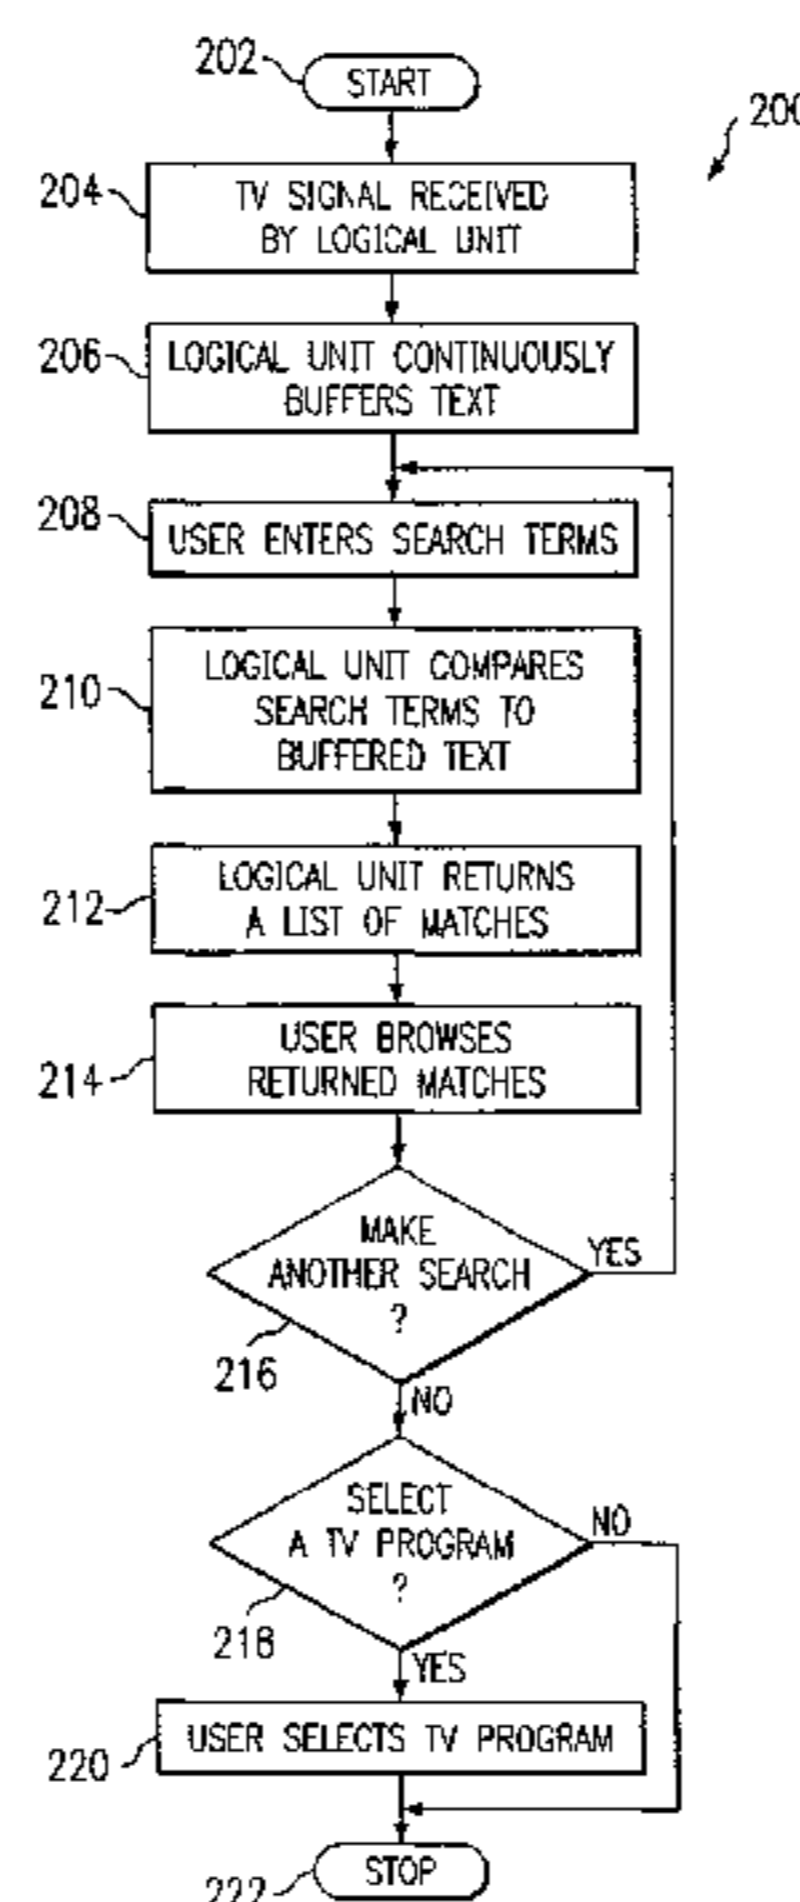 202
START
200
204
TV SIGNAL RECEIVED
BY LOGICAL UNIT
206
LOGICAL UNIT CONTINUOUSLY
BUFFERS TEXT
208
USER ENTERS SEARCH TERMS
210
LOGICAL UNIT COMPARES
SEARCH TERMS TO
BUFFERED TEXT
212
LOGICAL UNIT RETURNS
A LIST OF MATCHES
214
USER BROWSES
RETURNED MATCHES
MAKE
ANOTHER SEARCH
?
YES
216
NO
SELECT
A TV PROGRAM
?
NO
218
YES
220
USER SELECTS TV PROGRAM
222
STOP